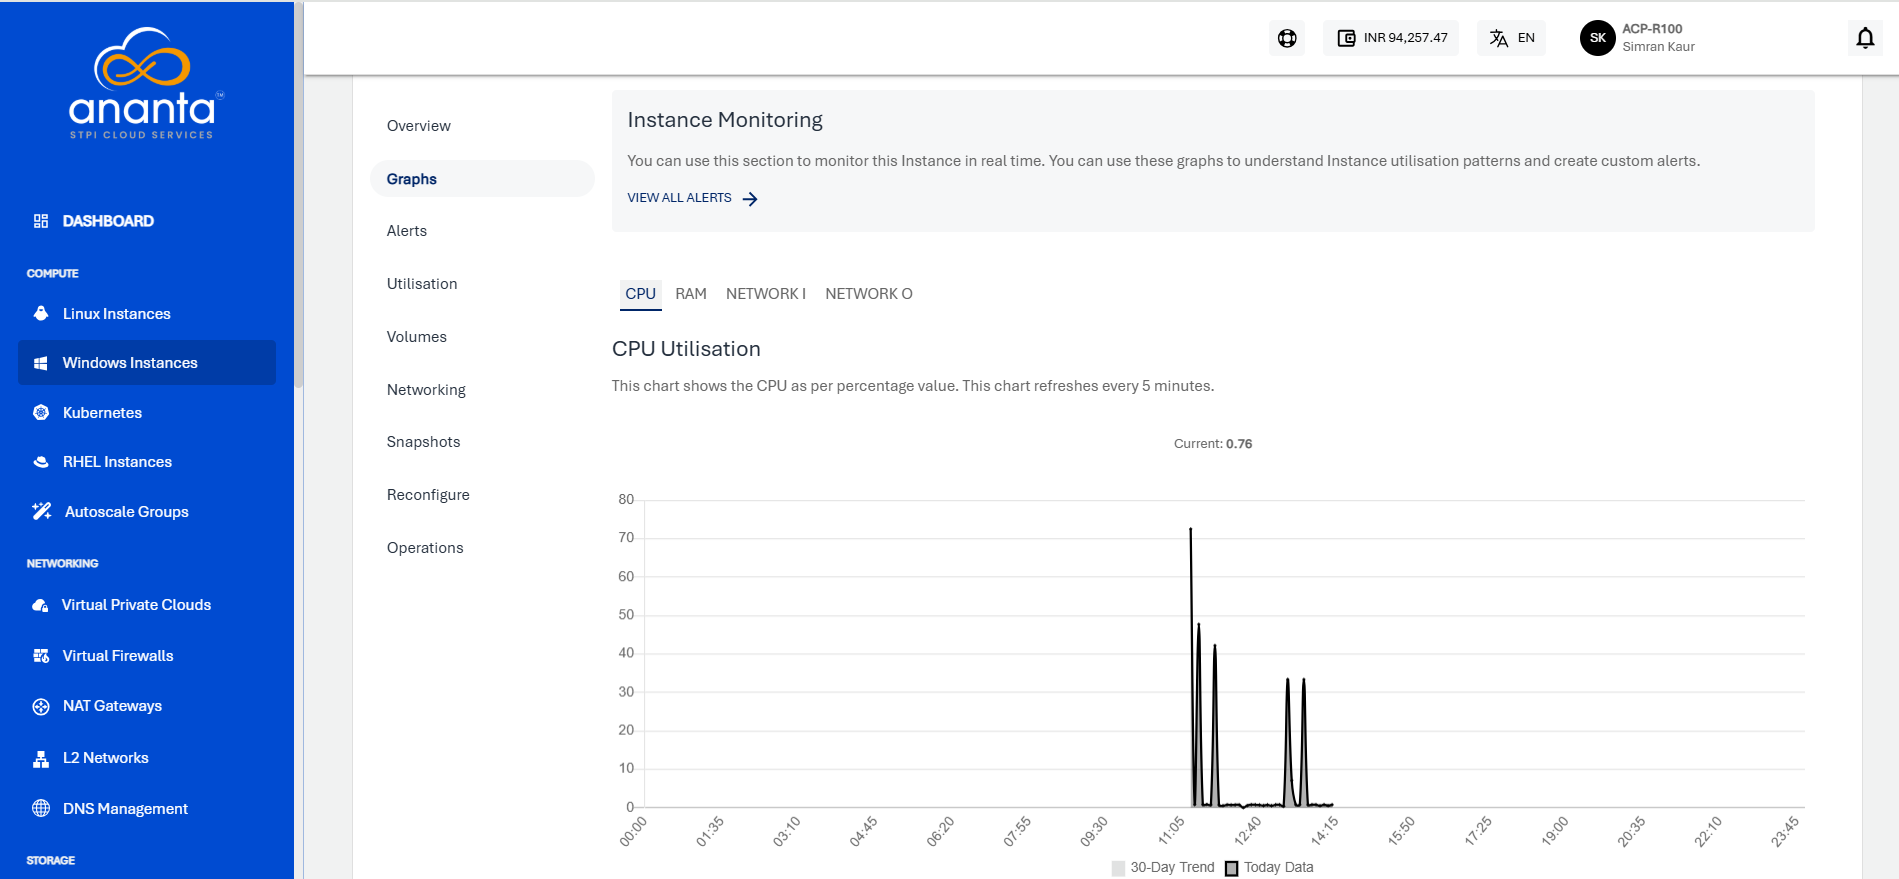 ananta
TM
STPI CLOUD SERVICES
DASHBOARD
COMPUTE
Linux Instances
Windows Instances
Kubernetes
RHEL Instances
Autoscale Groups
NETWORKING
Virtual Private Clouds
Virtual Firewalls
NAT Gateways
L2 Networks
DNS Management
STORAGE
INR 94,257.47
EN
SK
ACP-R100
Simran Kaur
Overview
Graphs
Alerts
Utilisation
Volumes
Networking
Snapshots
Reconfigure
Operations
Instance Monitoring
You can use this section to monitor this Instance in real time. You can use these graphs to understand Instance utilisation patterns and create custom alerts.
VIEW ALL ALERTS
CPU RAM NETWORK I NETWORK O
CPU Utilisation
This chart shows the CPU as per percentage value. This chart refreshes every 5 minutes.
Current: 0.76
80
70
60
50
40
30
20
10
0
00:00 01:35 03:10 04:45 06:20 07:55 09:30 11:05 12:40 14:15 15:50 17:25 19:00 20:35 22:10 23:45
30-Day Trend Today Data